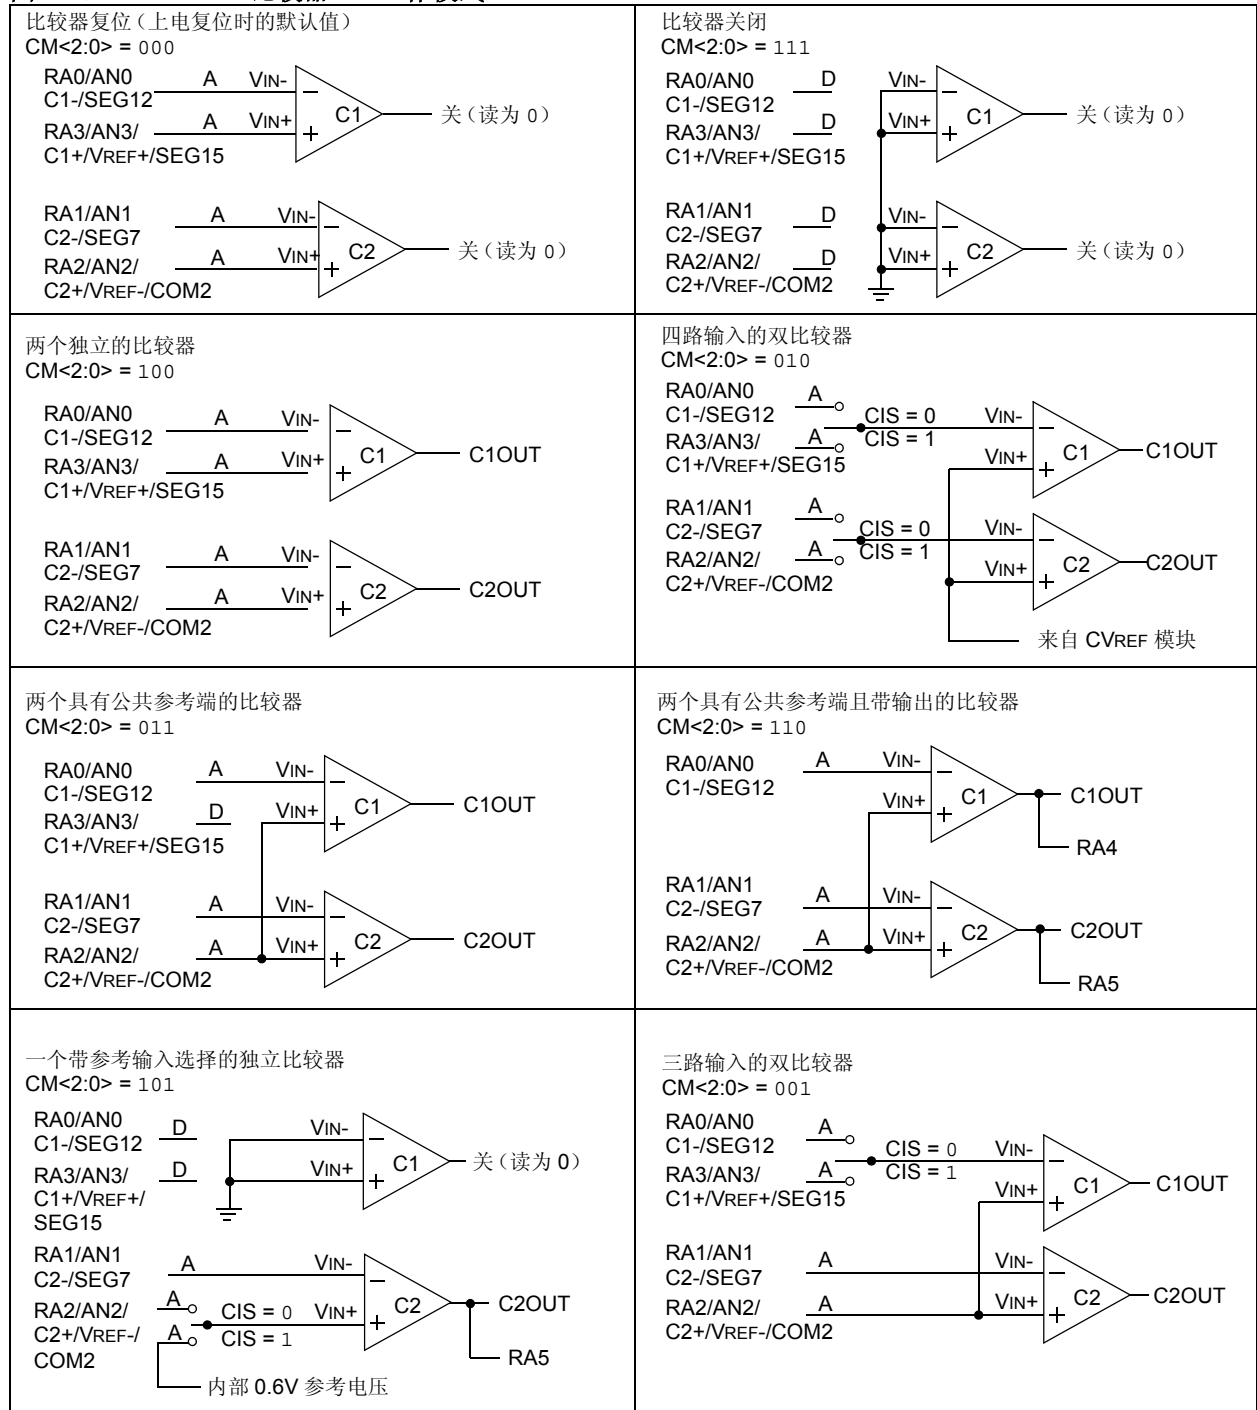 比较器复位（上电复位时的默认值）
CM<2:0> = 000
RA0/AN0
C1-/SEG12
A
VIN-
RA3/AN3/
C1+/VREF+/SEG15
A
VIN+
C1
关（读为 0）
RA1/AN1
C2-/SEG7
A
VIN-
RA2/AN2/
C2+/VREF-/COM2
A
VIN+
C2
关（读为 0）
比较器关闭
CM<2:0> = 111
RA0/AN0
C1-/SEG12
D
VIN-
RA3/AN3/
C1+/VREF+/SEG15
D
VIN+
C1
关（读为 0）
RA1/AN1
C2-/SEG7
D
VIN-
RA2/AN2/
C2+/VREF-/COM2
D
VIN+
C2
关（读为 0）
两个独立的比较器
CM<2:0> = 100
RA0/AN0
C1-/SEG12
A
VIN-
RA3/AN3/
C1+/VREF+/SEG15
A
VIN+
C1
C1OUT
RA1/AN1
C2-/SEG7
A
VIN-
RA2/AN2/
C2+/VREF-/COM2
A
VIN+
C2
C2OUT
四路输入的双比较器
CM<2:0> = 010
RA0/AN0
C1-/SEG12
A
RA3/AN3/
C1+/VREF+/SEG15
A
CIS = 0
CIS = 1
VIN-
VIN+
C1
C1OUT
RA1/AN1
C2-/SEG7
A
RA2/AN2/
C2+/VREF-/COM2
A
CIS = 0
CIS = 1
VIN-
VIN+
C2
C2OUT
来自 CVREF 模块
两个具有公共参考端的比较器
CM<2:0> = 011
RA0/AN0
C1-/SEG12
A
VIN-
RA3/AN3/
C1+/VREF+/SEG15
D
VIN+
C1
C1OUT
RA1/AN1
C2-/SEG7
A
VIN-
RA2/AN2/
C2+/VREF-/COM2
A
VIN+
C2
C2OUT
两个具有公共参考端且带输出的比较器
CM<2:0> = 110
RA0/AN0
C1-/SEG12
A
VIN-
VIN+
C1
C1OUT
RA4
RA1/AN1
C2-/SEG7
A
VIN-
RA2/AN2/
C2+/VREF-/COM2
A
VIN+
C2
C2OUT
RA5
一个带参考输入选择的独立比较器
CM<2:0> = 101
RA0/AN0
C1-/SEG12
D
VIN-
RA3/AN3/
C1+/VREF+/
SEG15
D
VIN+
C1
关（读为 0）
RA1/AN1
C2-/SEG7
A
VIN-
RA2/AN2/
C2+/VREF-/
COM2
A
A
CIS = 0
CIS = 1
VIN+
C2
C2OUT
RA5
内部 0.6V 参考电压
三路输入的双比较器
CM<2:0> = 001
RA0/AN0
C1-/SEG12
A
RA3/AN3/
C1+/VREF+/SEG15
A
CIS = 0
CIS = 1
VIN-
VIN+
C1
C1OUT
RA1/AN1
C2-/SEG7
A
VIN-
RA2/AN2/
C2+/VREF-/COM2
A
VIN+
C2
C2OUT